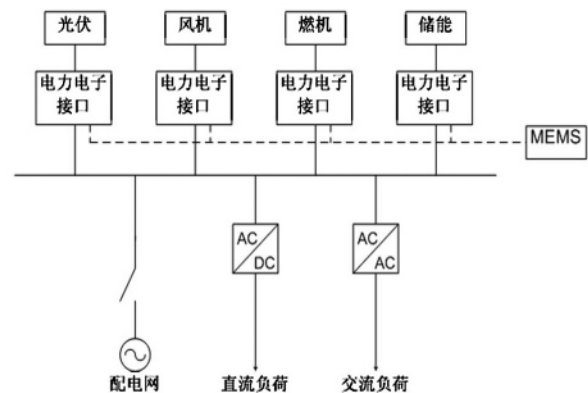 光伏
风机
燃机
储能
电力电子
接口
电力电子
接口
电力电子
接口
电力电子
接口
MEMS
AC
DC
AC
AC
配电网
直流负荷
交流负荷